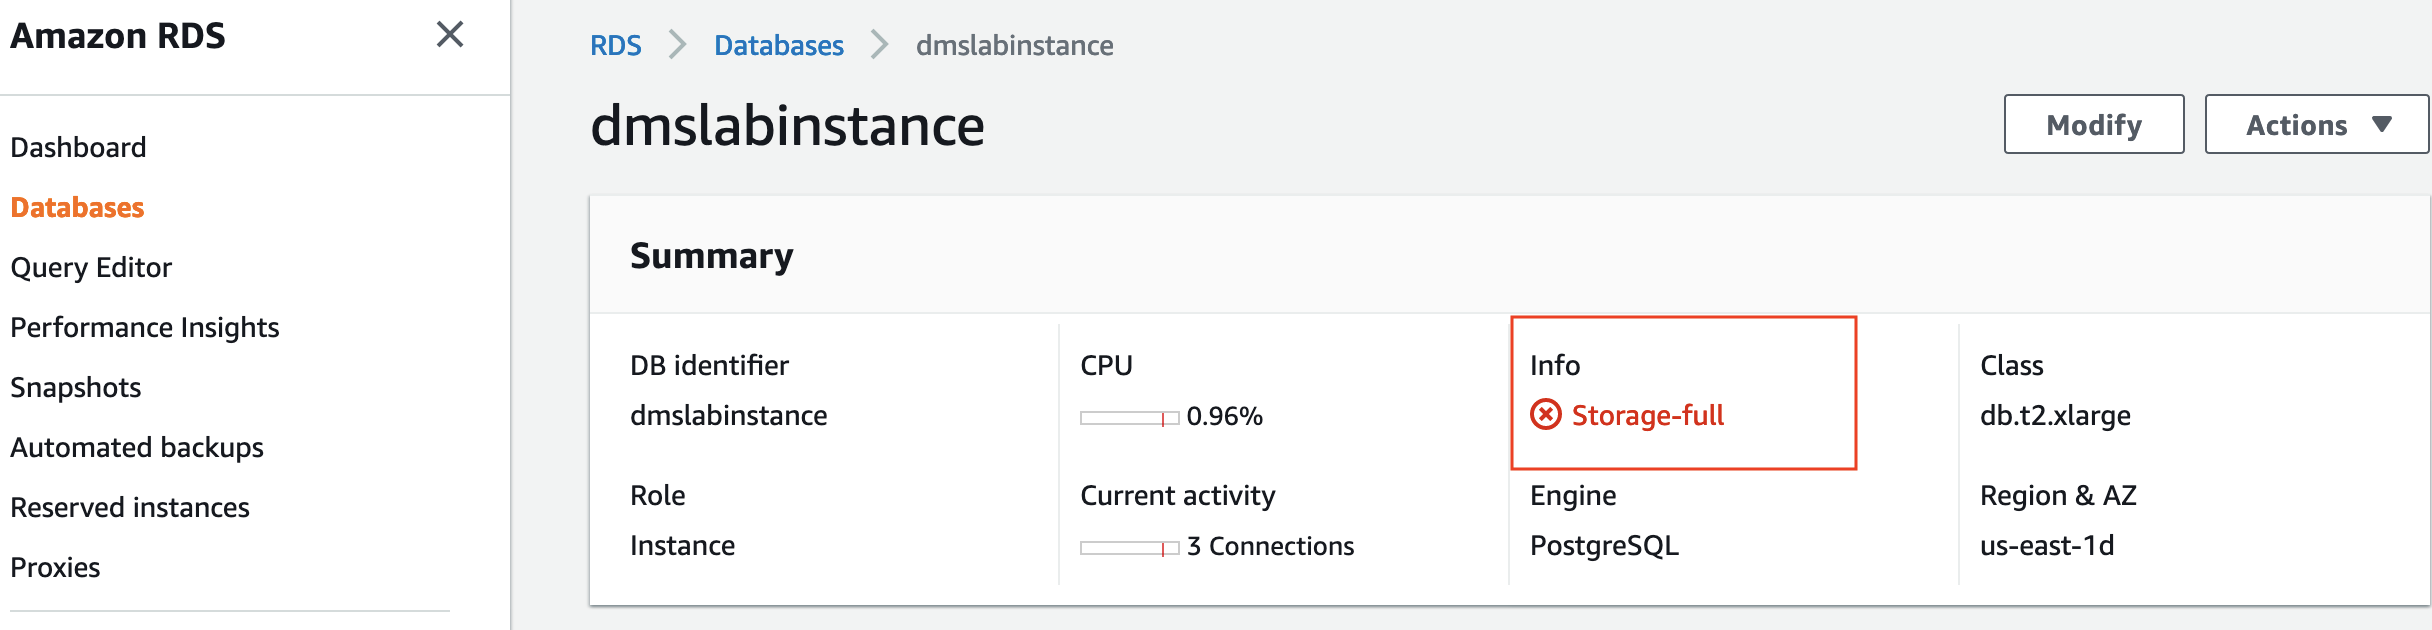 Amazon RDS
Dashboard
Databases
Query Editor
Performance Insights
Snapshots
Automated backups
Reserved instances
Proxies
RDS > Databases > dmslabinstance
dmslabinstance
Modify
Actions
Summary
DB identifier
dmslabinstance
CPU
0.96%
Info
Storage-full
Class
db.t2.xlarge
Role
Instance
Current activity
3 Connections
Engine
PostgreSQL
Region & AZ
us-east-1d